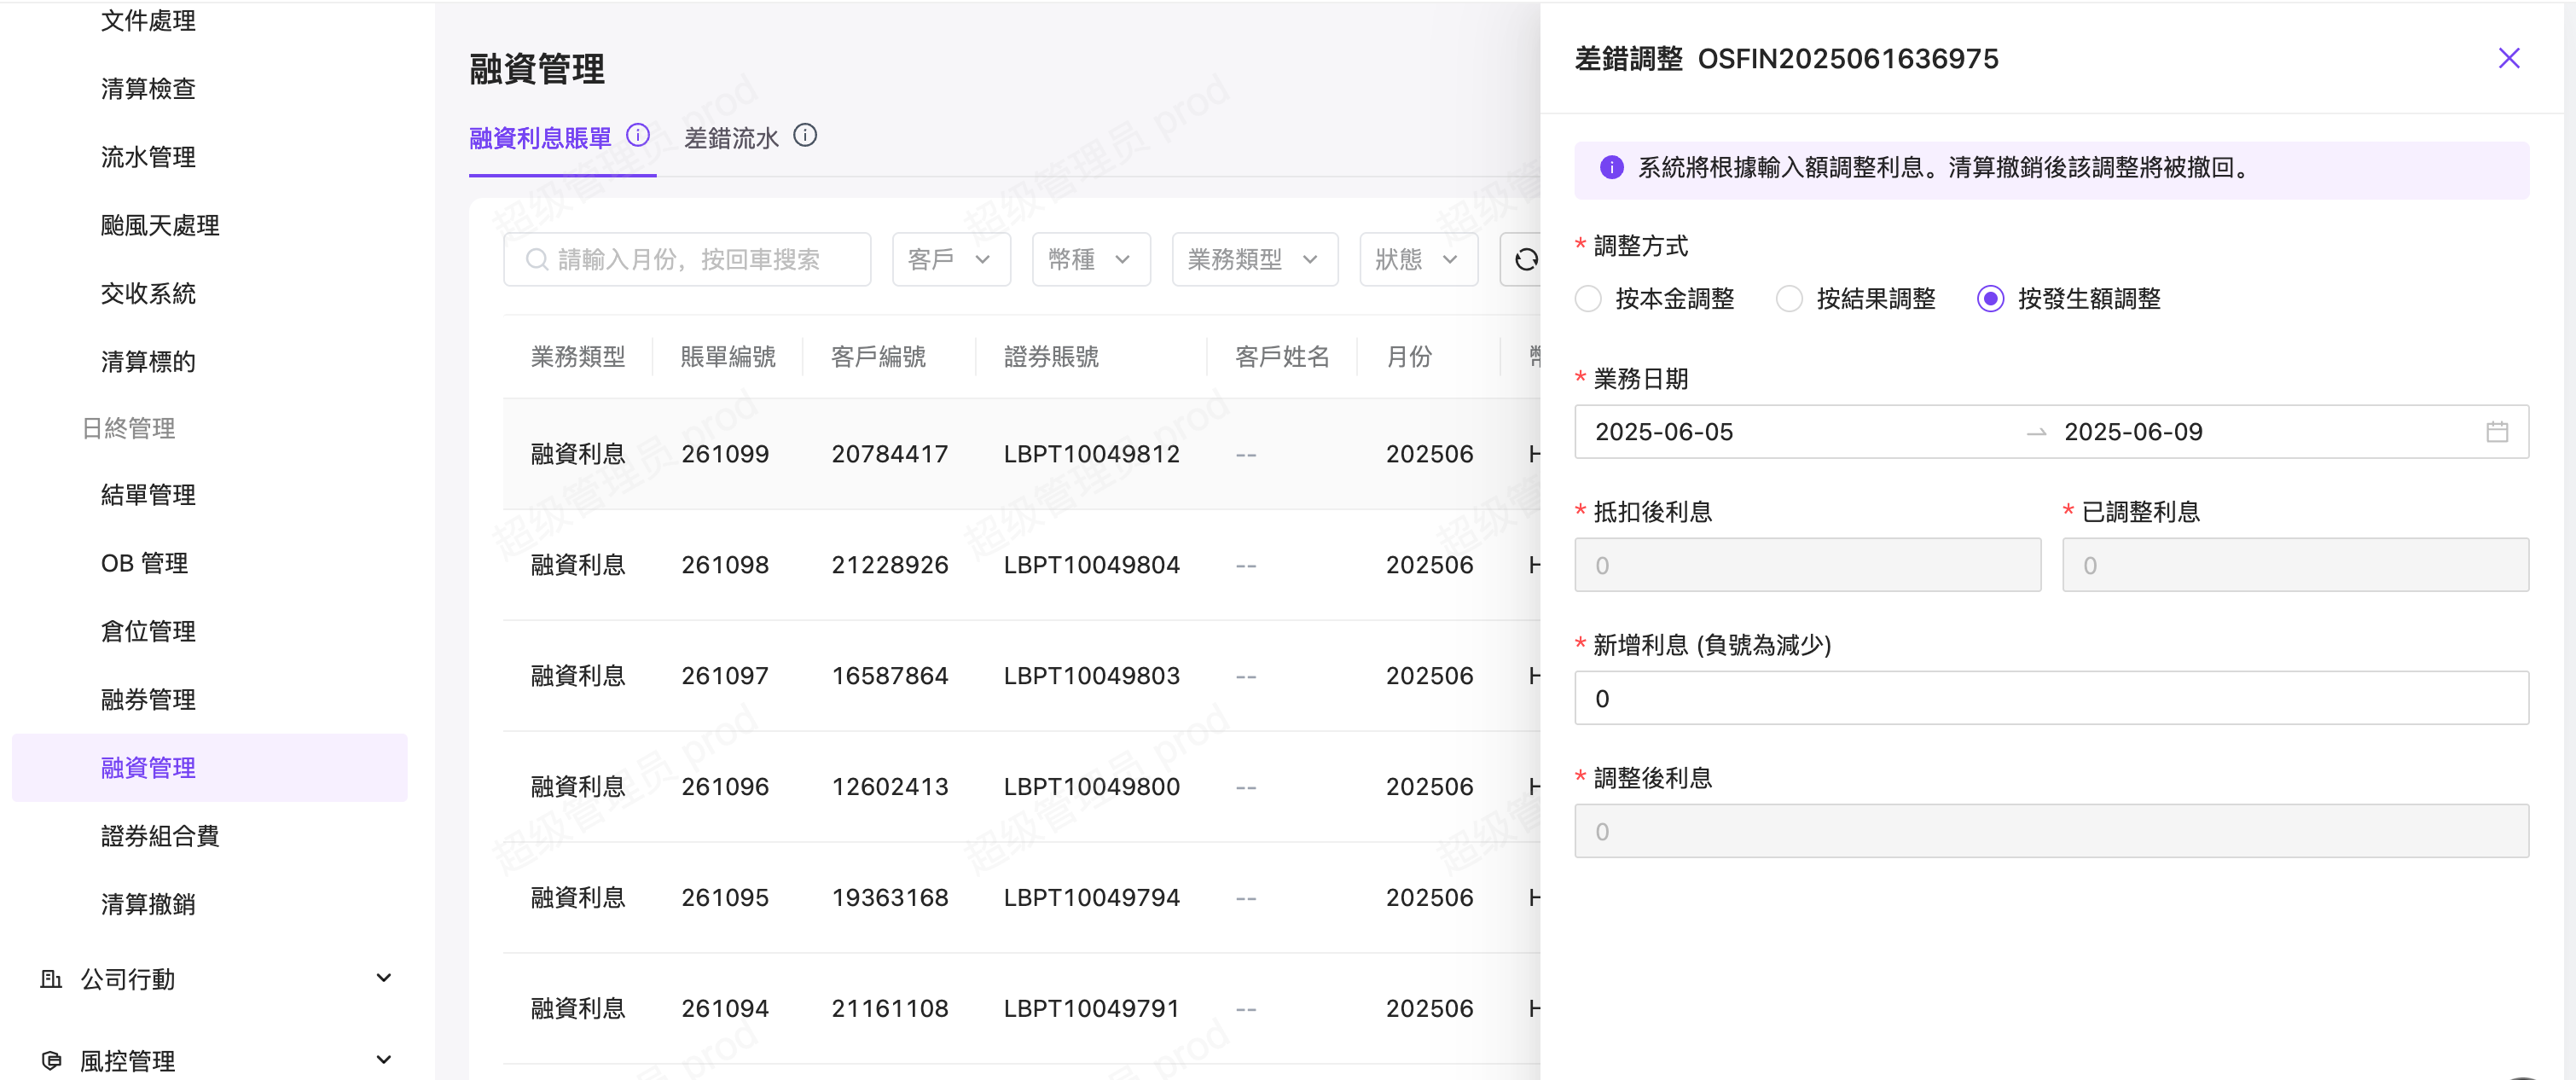 文件處理
清算檢查
流水管理
颱風天處理
交收系統
清算標的
日終管理
結單管理
OB 管理
倉位管理
融券管理
融資管理
證券組合費
清算撤銷
公司行動
風控管理
融資管理
融資利息賬單 差錯流水
請輸入月份，按回車搜索 客戶 幣種 業務類型 狀態
業務類型 賬單編號 客戶編號 證券賬號 客戶姓名 月份
融資利息 261099 20784417 LBPT10049812 -- 202506 H
融資利息 261098 21228926 LBPT10049804 -- 202506 H
融資利息 261097 16587864 LBPT10049803 -- 202506 H
融資利息 261096 12602413 LBPT10049800 -- 202506 H
融資利息 261095 19363168 LBPT10049794 -- 202506 H
融資利息 261094 21161108 LBPT10049791 -- 202506 H
超级管理员 prod
差錯調整 OSFIN2025061636975
系統將根據輸入額調整利息。清算撤銷後該調整將被撤回。
* 調整方式
按本金調整 按結果調整 按發生額調整
* 業務日期
2025-06-05 → 2025-06-09
* 抵扣後利息 * 已調整利息
0 0
* 新增利息 (負號為減少)
0
* 調整後利息
0